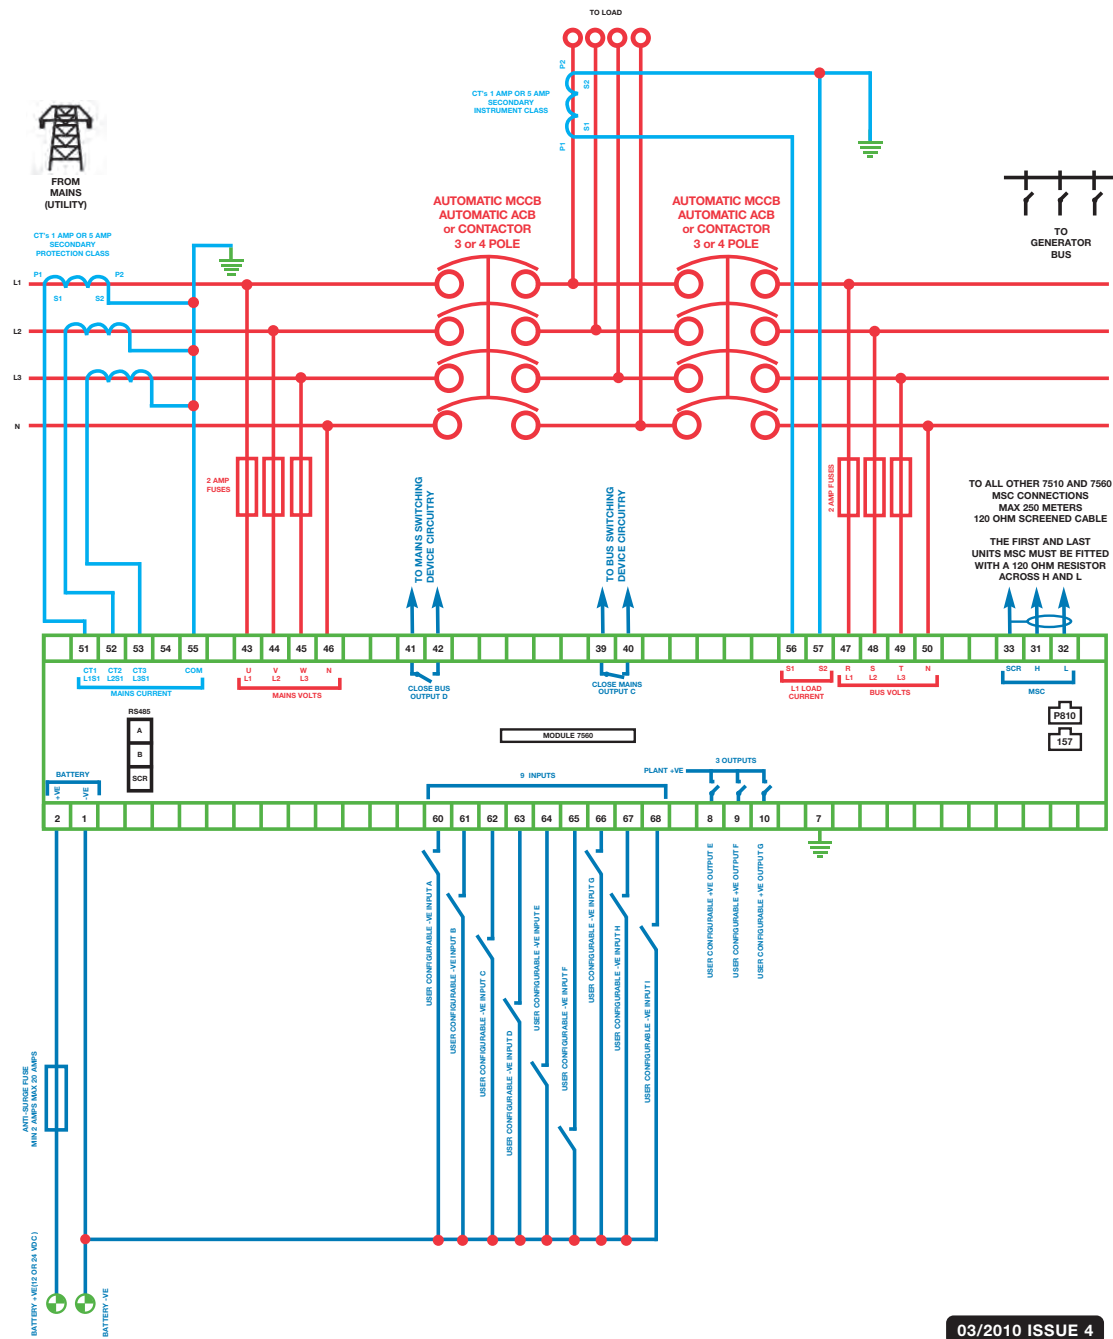 TO LOAD
P2
S2
CT's 1 AMP OR 5 AMP
SECONDARY
INSTRUMENT CLASS
S1
P1
FROM
MAINS
(UTILITY)
AUTOMATIC MCCB
AUTOMATIC ACB
or CONTACTOR
3 or 4 POLE
AUTOMATIC MCCB
AUTOMATIC ACB
or CONTACTOR
3 or 4 POLE
TO
GENERATOR
BUS
CT's 1 AMP OR 5 AMP
SECONDARY
PROTECTION CLASS
P1
P2
S1
S2
L1
L2
L3
N
2 AMP
FUSES
TO MAINS SWITCHING
DEVICE CIRCUITRY
TO BUS SWITCHING
DEVICE CIRCUITRY
2 AMP FUSES
TO ALL OTHER 7510 AND 7560
MSC CONNECTIONS
MAX 250 METERS
120 OHM SCREENED CABLE
THE FIRST AND LAST
UNITS MSC MUST BE FITTED
WITH A 120 OHM RESISTOR
ACROSS H AND L
51 52 53 54 55 43 44 45 46 41 42 39 40 56 57 47 48 49 50 33 31 32
CT1 CT2 CT3 COM
L1S1 L2S1 L3S1
MAINS CURRENT
U V W N
L1 L2 L3
MAINS VOLTS
CLOSE BUS
OUTPUT D
CLOSE MAINS
OUTPUT C
S1 S2
L1 LOAD
CURRENT
R S T N
L1 L2 L3
BUS VOLTS
SCR H L
MSC
RS485
A
B
SCR
MODULE 7560
P810
157
BATTERY
+VE
-VE
9 INPUTS
PLANT +VE
3 OUTPUTS
2 1 60 61 62 63 64 65 66 67 68 8 9 10 7
USER CONFIGURABLE -VE INPUT A
USER CONFIGURABLE -VE INPUT B
USER CONFIGURABLE -VE INPUT C
USER CONFIGURABLE -VE INPUT D
USER CONFIGURABLE -VE INPUT E
USER CONFIGURABLE -VE INPUT F
USER CONFIGURABLE -VE INPUT G
USER CONFIGURABLE -VE INPUT H
USER CONFIGURABLE -VE INPUT I
USER CONFIGURABLE +VE OUTPUT E
USER CONFIGURABLE +VE OUTPUT F
USER CONFIGURABLE +VE OUTPUT G
ANTI-SURGE FUSE
MIN 2 AMPS MAX 20 AMPS
BATTERY +VE(12 OR 24 VDC)
BATTERY -VE
03/2010 ISSUE 4